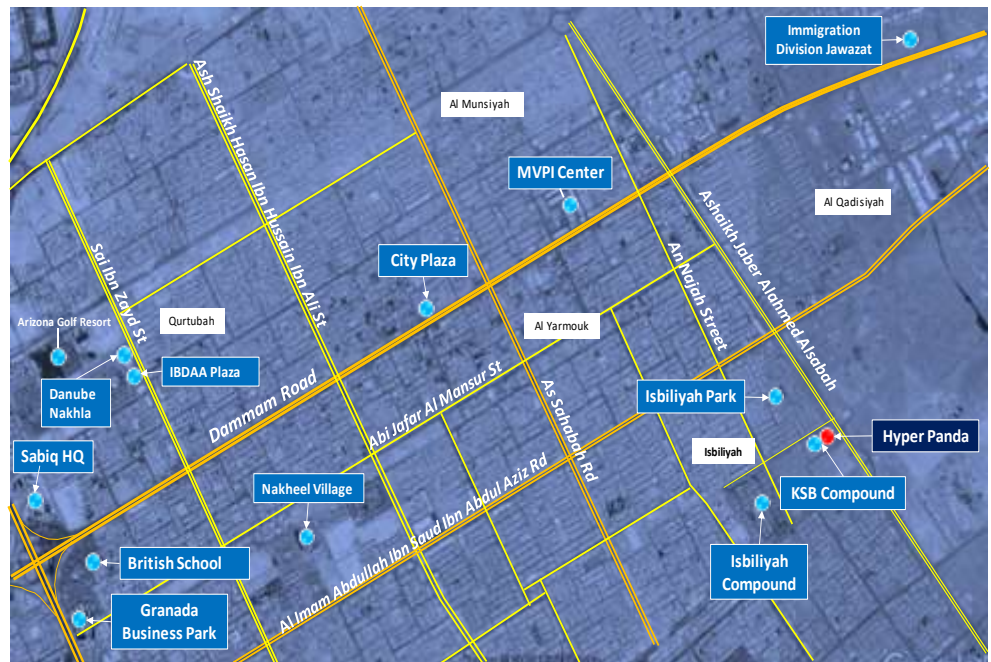 Immigration
Division Jawazat
Ash Shaikh Hasan Ibn Hussain Ibn Ali St
Al Munsiyah
MVPI Center
Al Qadisiyah
Ashaikh Jaber Alahmed Alsabah
An Najah Street
City Plaza
Sai Ibn Zayd St
Arizona Golf Resort
Qurtubah
Al Yarmouk
IBDAA Plaza
Danube
Nakhla
Dammam Road
Abi Jafar Al Mansur St
As Sahabah Rd
Isbiliyah Park
Hyper Panda
Sabiq HQ
Isbiliyah
Nakheel Village
KSB Compound
Al Imam Abdullah Ibn Saud Ibn Abdul Aziz Rd
British School
Isbiliyah
Compound
Granada
Business Park